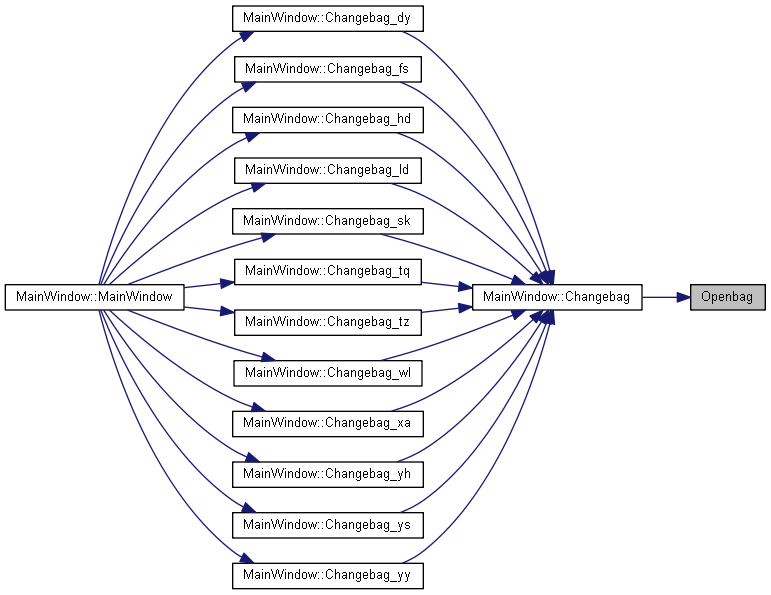 MainWindow::Changebag_dy
MainWindow::Changebag_fs
MainWindow::Changebag_hd
MainWindow::Changebag_ld
MainWindow::Changebag_sk
MainWindow::Changebag_tq
MainWindow::MainWindow
MainWindow::Changebag
Openbag
MainWindow::Changebag_tz
MainWindow::Changebag_wl
MainWindow::Changebag_xa
MainWindow::Changebag_yh
MainWindow::Changebag_ys
MainWindow::Changebag_yy